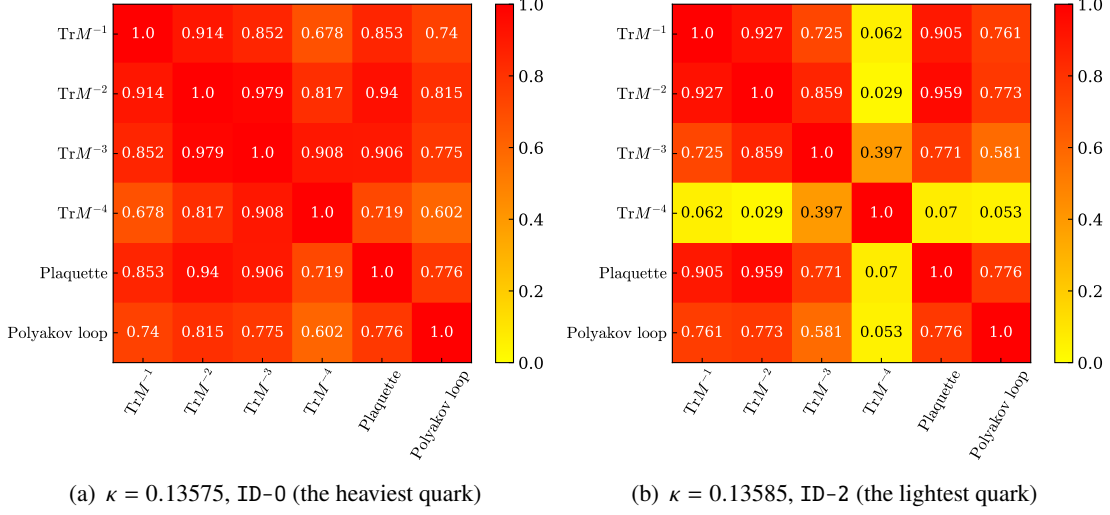 TrM⁻¹ 1.0 0.914 0.852 0.678 0.853 0.74
TrM⁻² 0.914 1.0 0.979 0.817 0.94 0.815
TrM⁻³ 0.852 0.979 1.0 0.908 0.906 0.775
TrM⁻⁴ 0.678 0.817 0.908 1.0 0.719 0.602
Plaquette 0.853 0.94 0.906 0.719 1.0 0.776
Polyakov loop 0.74 0.815 0.775 0.602 0.776 1.0
TrM⁻¹ TrM⁻² TrM⁻³ TrM⁻⁴ Plaquette Polyakov loop
1.0
0.8
0.6
0.4
0.2
0.0
(a) κ = 0.13575, ID-0 (the heaviest quark)
TrM⁻¹ 1.0 0.927 0.725 0.062 0.905 0.761
TrM⁻² 0.927 1.0 0.859 0.029 0.959 0.773
TrM⁻³ 0.725 0.859 1.0 0.397 0.771 0.581
TrM⁻⁴ 0.062 0.029 0.397 1.0 0.07 0.053
Plaquette 0.905 0.959 0.771 0.07 1.0 0.776
Polyakov loop 0.761 0.773 0.581 0.053 0.776 1.0
TrM⁻¹ TrM⁻² TrM⁻³ TrM⁻⁴ Plaquette Polyakov loop
1.0
0.8
0.6
0.4
0.2
0.0
(b) κ = 0.13585, ID-2 (the lightest quark)